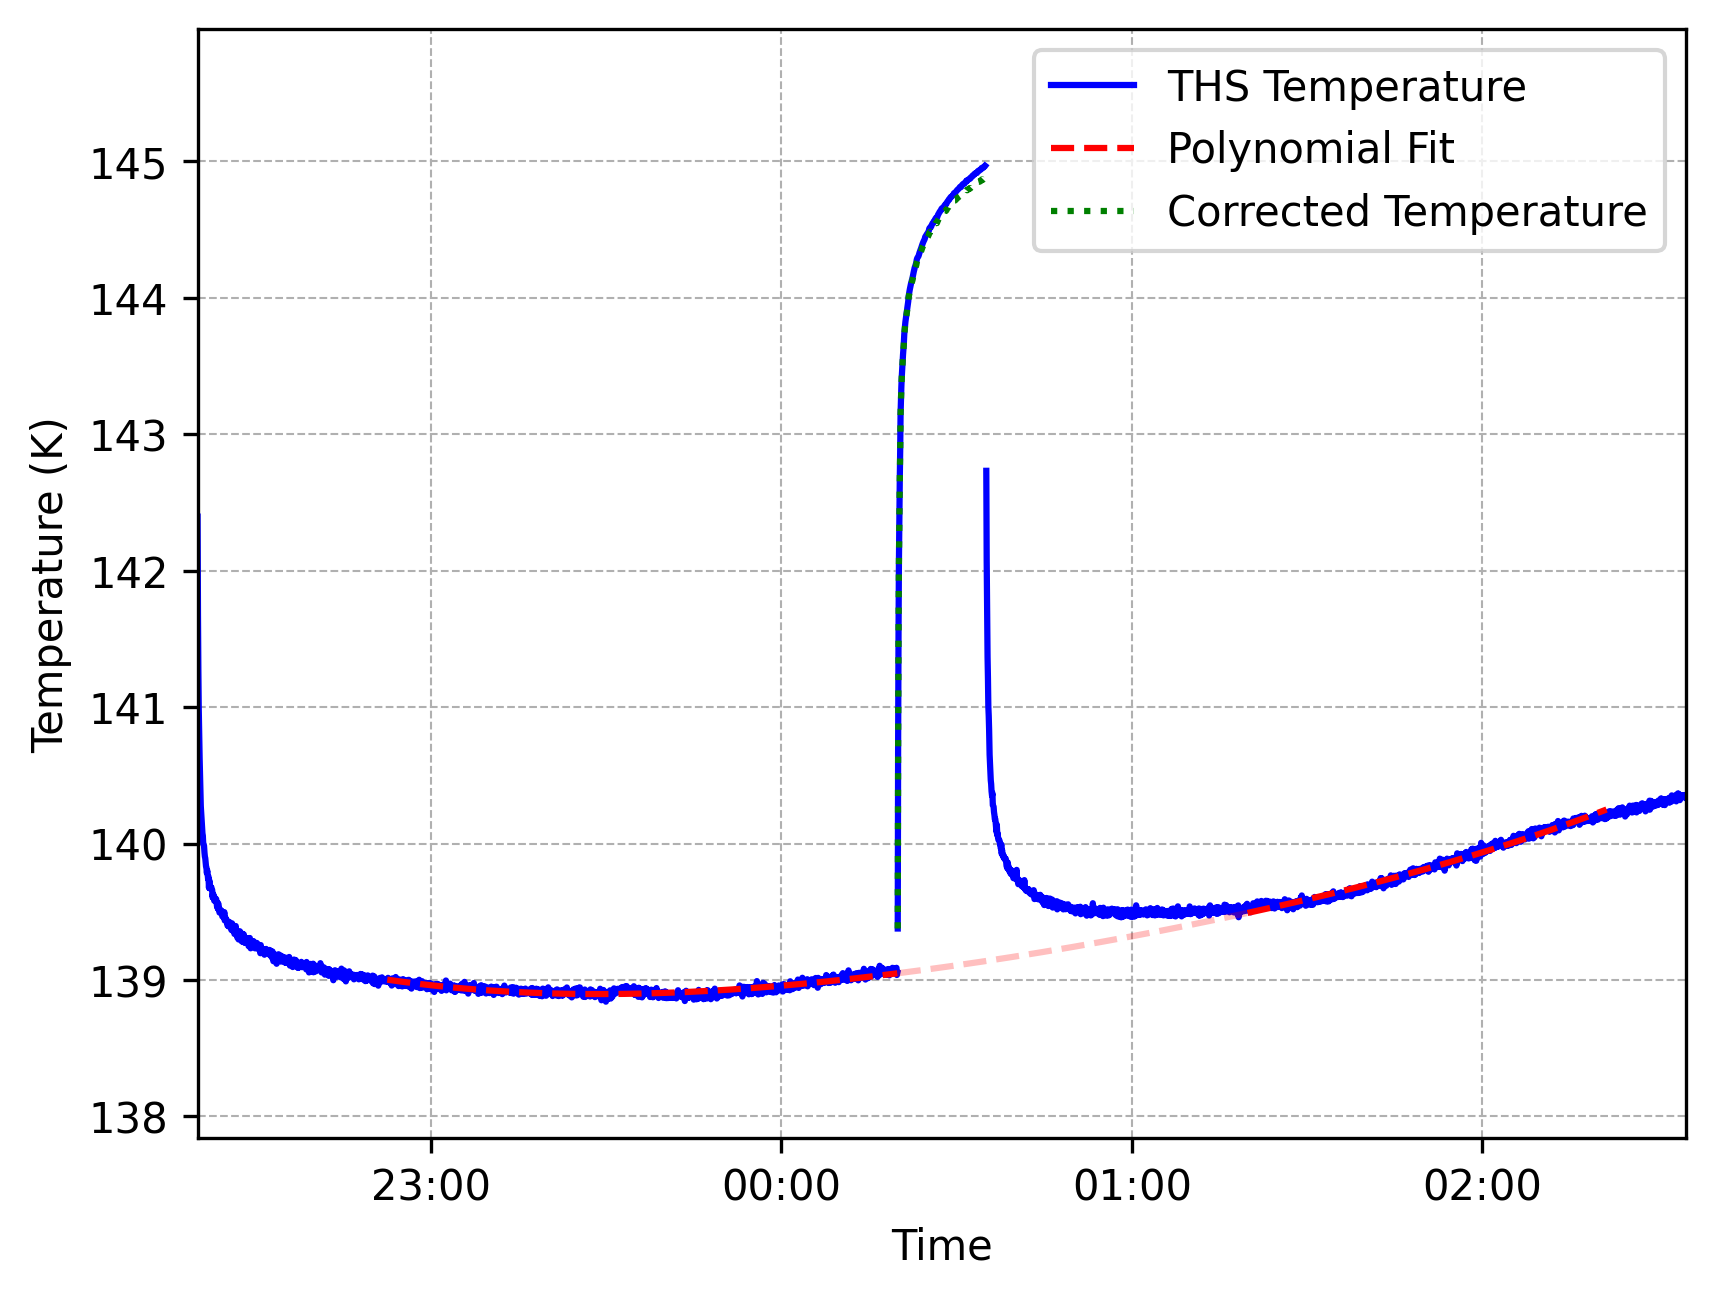 THS Temperature
Polynomial Fit
Corrected Temperature
145
144
143
142
141
140
139
138
Temperature (K)
23:00 00:00 01:00 02:00
Time